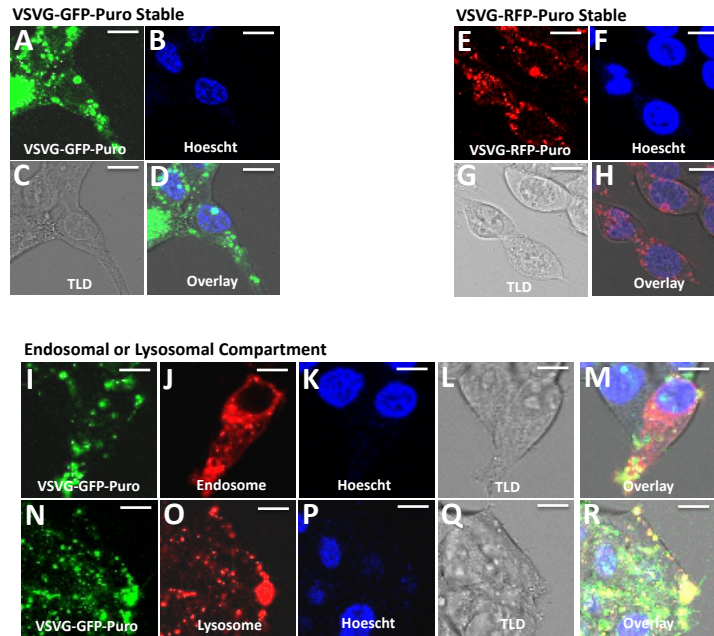 VSVG-GFP-Puro Stable
A
B
VSVG-GFP-Puro
Hoescht
C
D
TLD
Overlay
VSVG-RFP-Puro Stable
E
F
VSVG-RFP-Puro
Hoescht
G
H
TLD
Overlay
Endosomal or Lysosomal Compartment
I
J
K
L
M
VSVG-GFP-Puro
Endosome
Hoescht
TLD
Overlay
N
O
P
Q
R
VSVG-GFP-Puro
Lysosome
Hoescht
TLD
Overlay